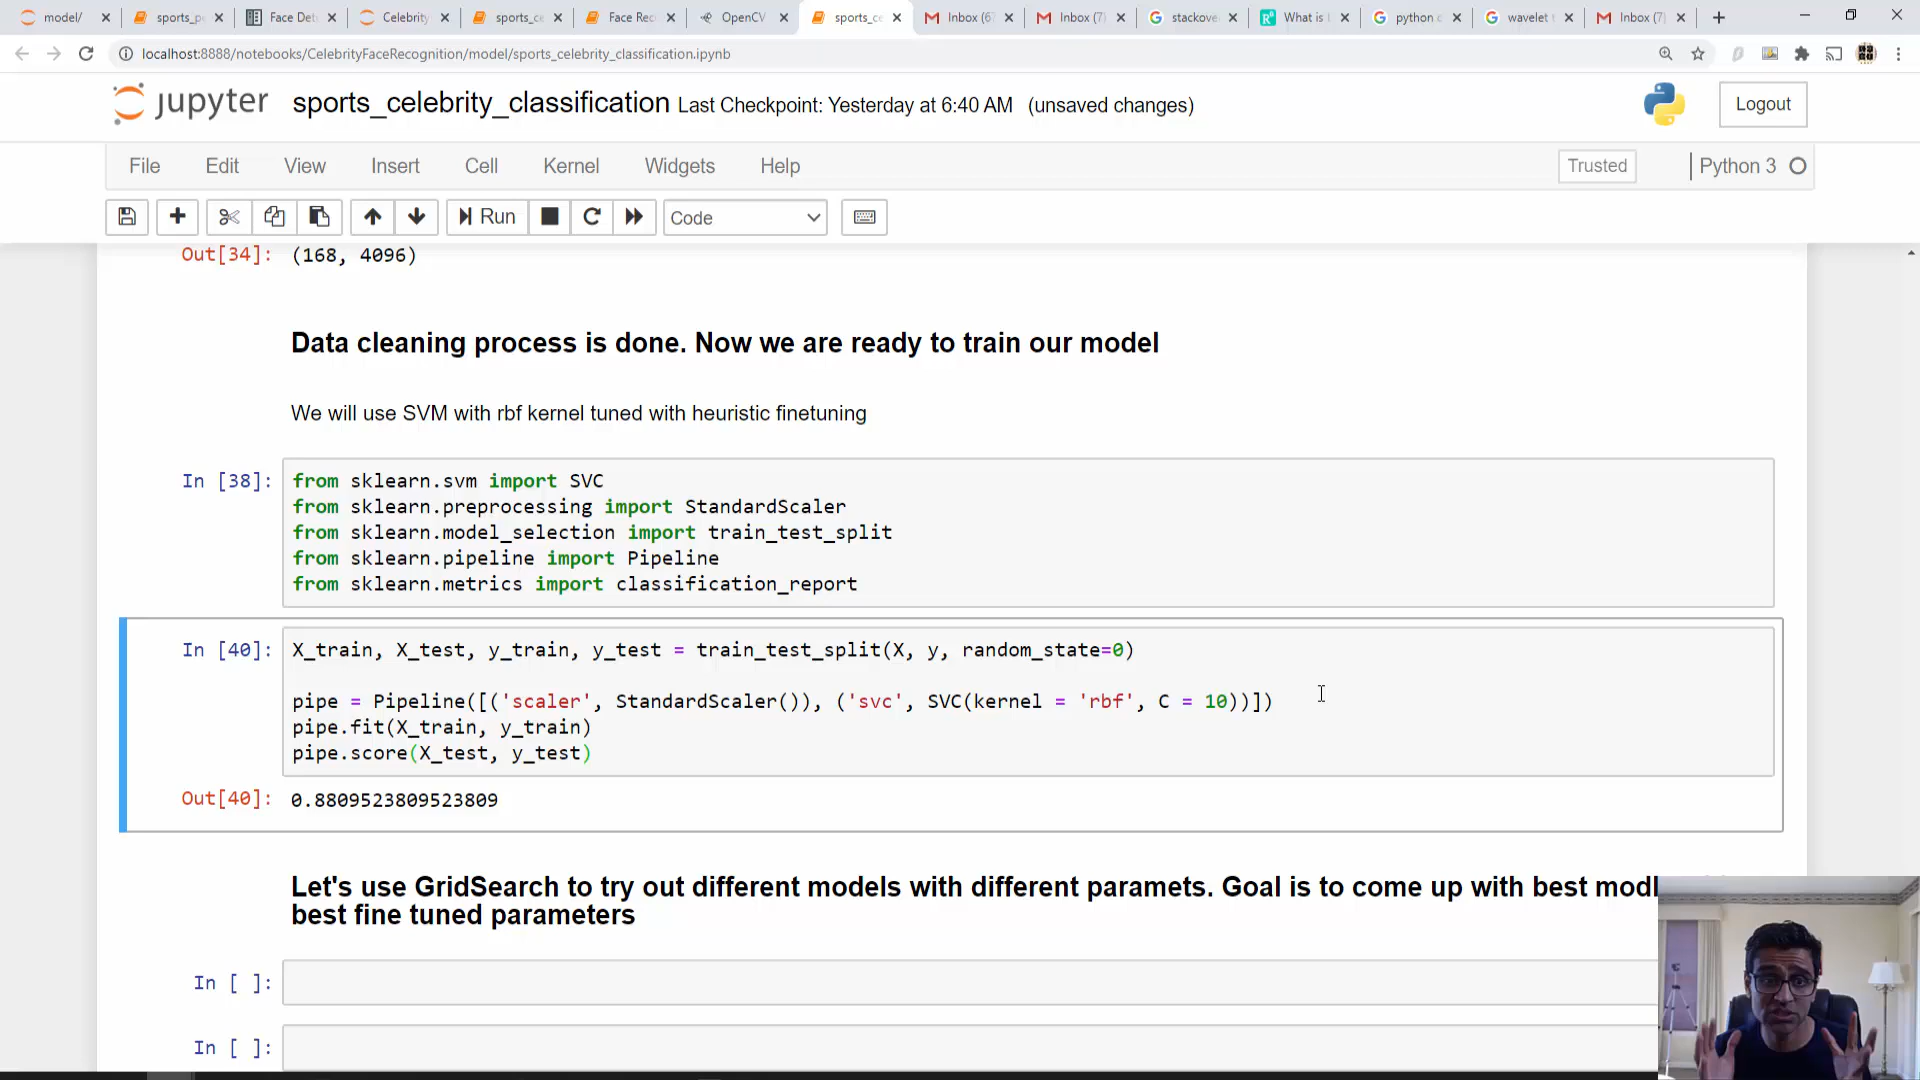 model/
sports_pe
Face Det
Celebrity
sports_ce
Face Rec
OpenCV
sports_ce
Inbox (6
Inbox (7)
stackove
What is
python c
wavelet t
Inbox (7)
localhost:8888/notebooks/CelebrityFaceRecognition/model/sports_celebrity_classification.ipynb
jupyter sports_celebrity_classification Last Checkpoint: Yesterday at 6:40 AM (unsaved changes)
Logout
File Edit View Insert Cell Kernel Widgets Help
Trusted
Python 3
Run
Code
Out[34]: (168, 4096)
Data cleaning process is done. Now we are ready to train our model
We will use SVM with rbf kernel tuned with heuristic finetuning
In [38]: from sklearn.svm import SVC
from sklearn.preprocessing import StandardScaler
from sklearn.model_selection import train_test_split
from sklearn.pipeline import Pipeline
from sklearn.metrics import classification_report
In [40]: X_train, X_test, y_train, y_test = train_test_split(X, y, random_state=0)
pipe = Pipeline([('scaler', StandardScaler()), ('svc', SVC(kernel = 'rbf', C = 10))])
pipe.fit(X_train, y_train)
pipe.score(X_test, y_test)
Out[40]: 0.8809523809523809
Let's use GridSearch to try out different models with different paramets. Goal is to come up with best modl
best fine tuned parameters
In [ ]:
In [ ]: